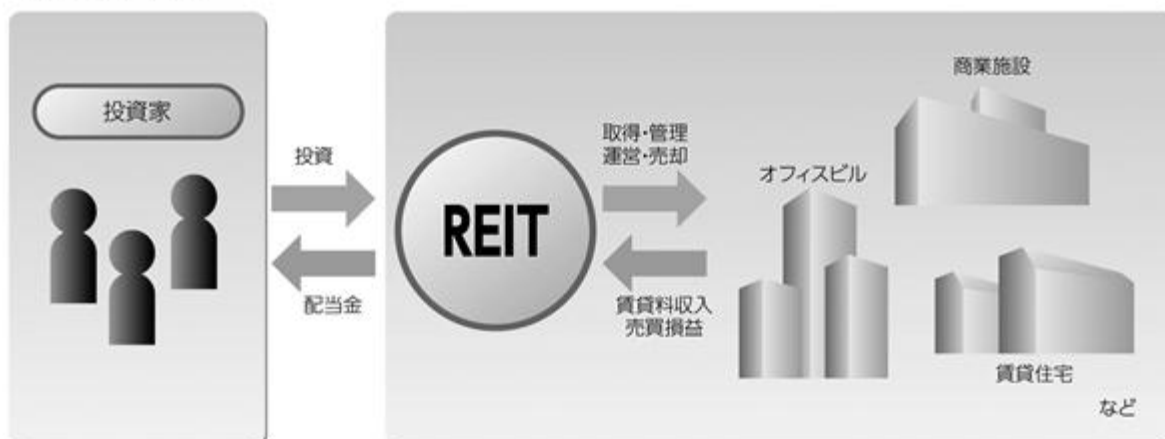 投資家
投資
配当金
REIT
取得・管理
運営・売却
賃貸料収入
売買損益
オフィスビル
商業施設
賃貸住宅
など